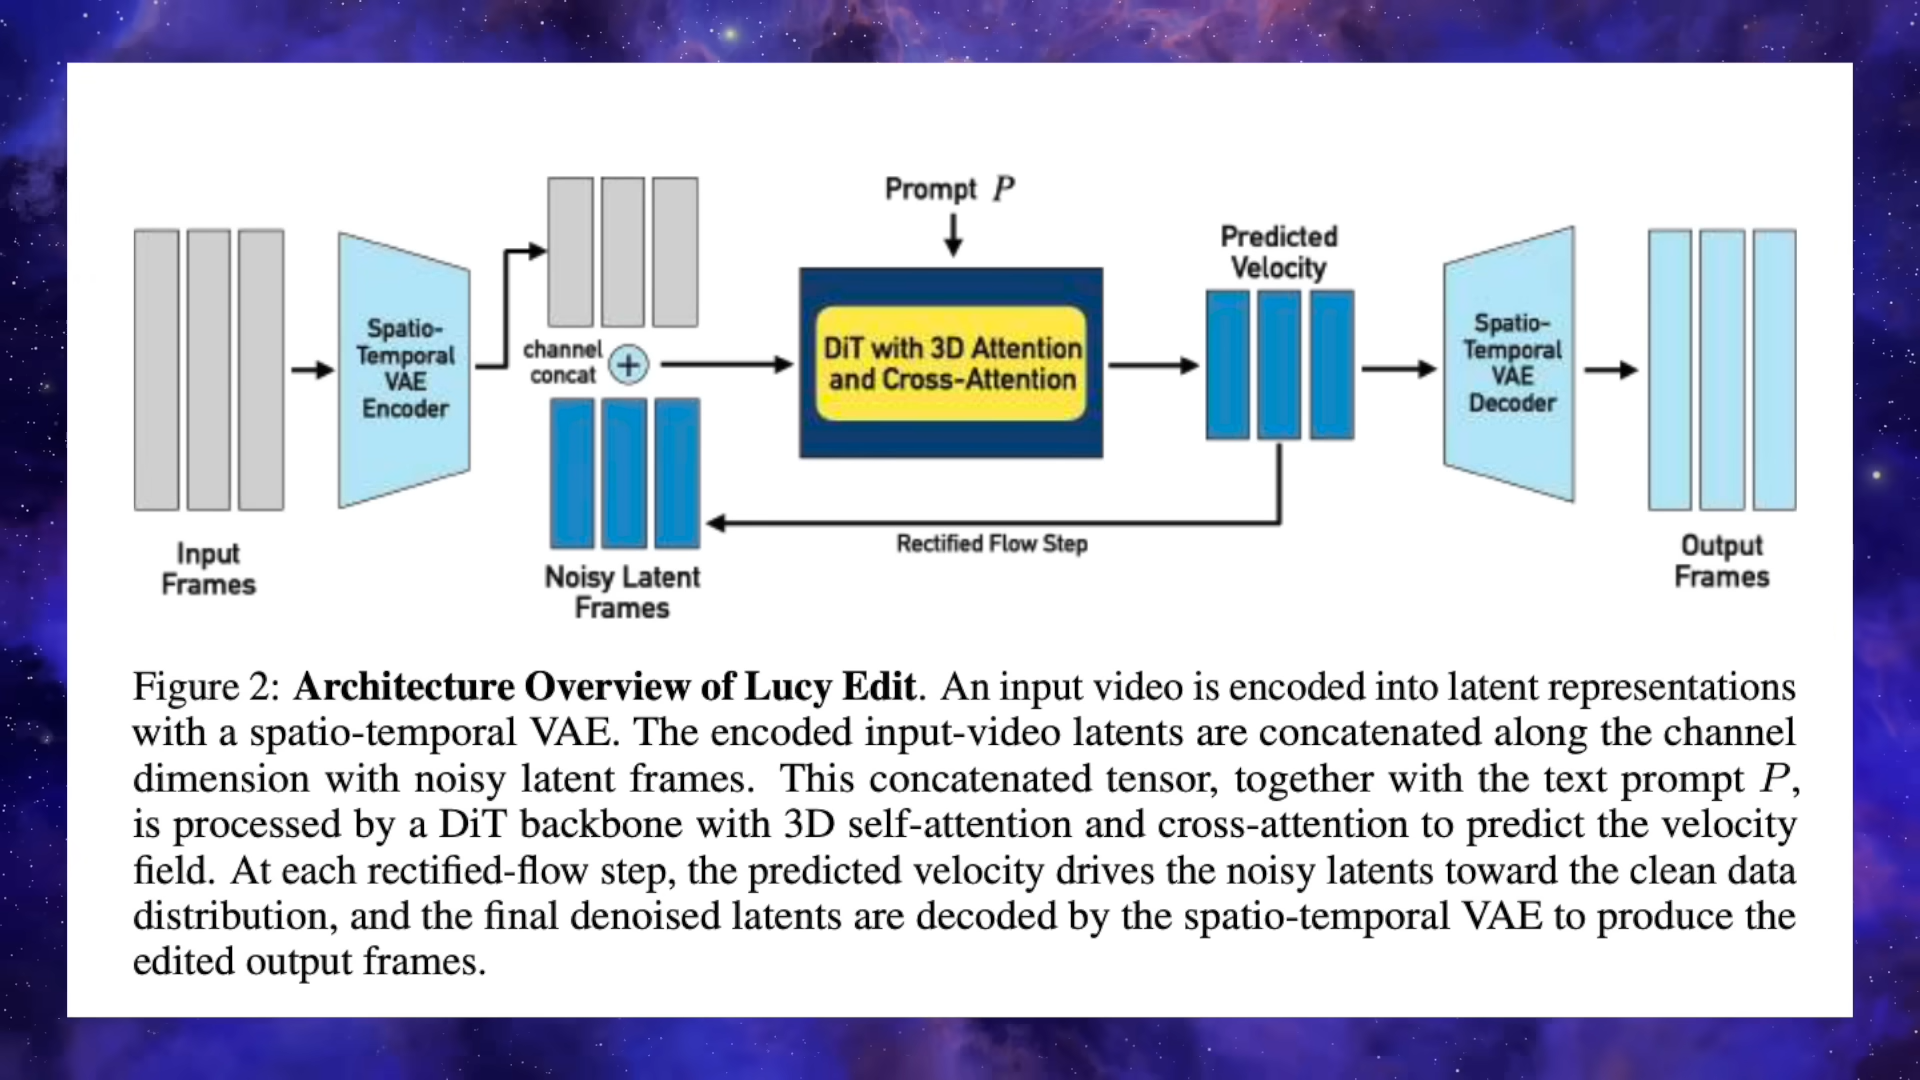 Prompt P
Predicted
Velocity
Spatio-
Temporal
VAE
Encoder
channel
concat
+
DiT with 3D Attention
and Cross-Attention
Spatio-
Temporal
VAE
Decoder
Rectified Flow Step
Input
Frames
Noisy Latent
Frames
Output
Frames
Figure 2: Architecture Overview of Lucy Edit. An input video is encoded into latent representations
with a spatio-temporal VAE. The encoded input-video latents are concatenated along the channel
dimension with noisy latent frames. This concatenated tensor, together with the text prompt P,
is processed by a DiT backbone with 3D self-attention and cross-attention to predict the velocity
field. At each rectified-flow step, the predicted velocity drives the noisy latents toward the clean data
distribution, and the final denoised latents are decoded by the spatio-temporal VAE to produce the
edited output frames.